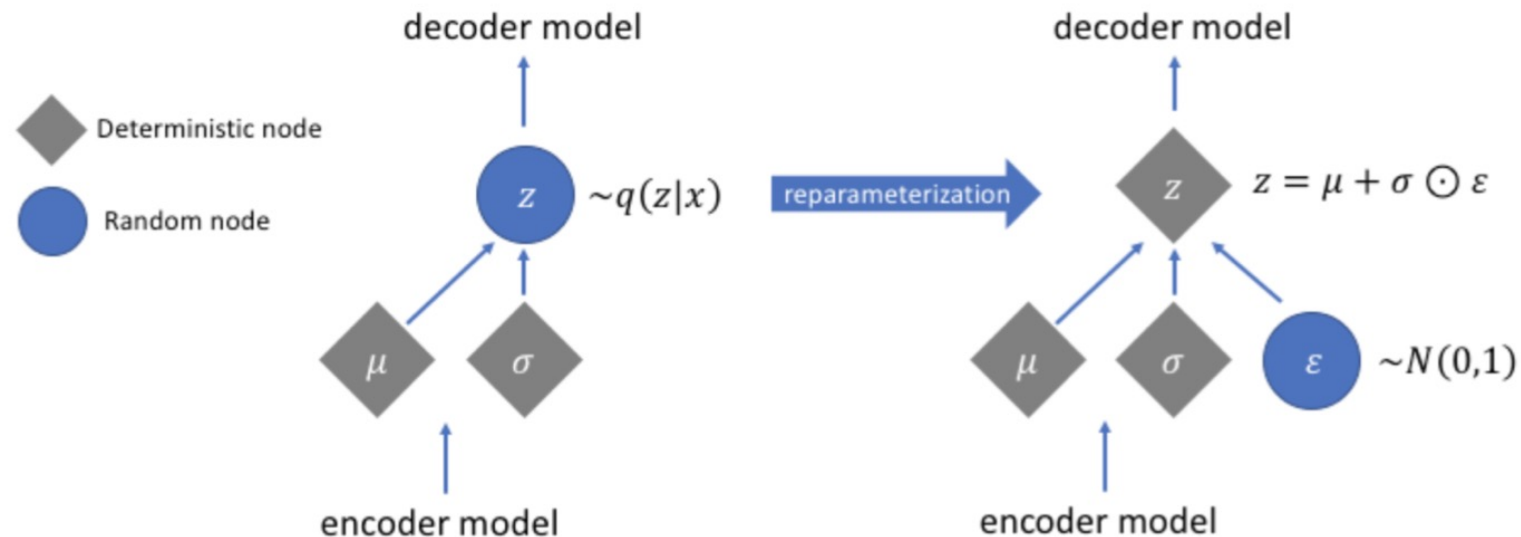 decoder model
decoder model
Deterministic node
Random node
z ~q(z|x)
reparameterization
z z = μ + σ ⊙ ε
μ σ
μ σ ε ~N(0,1)
encoder model
encoder model